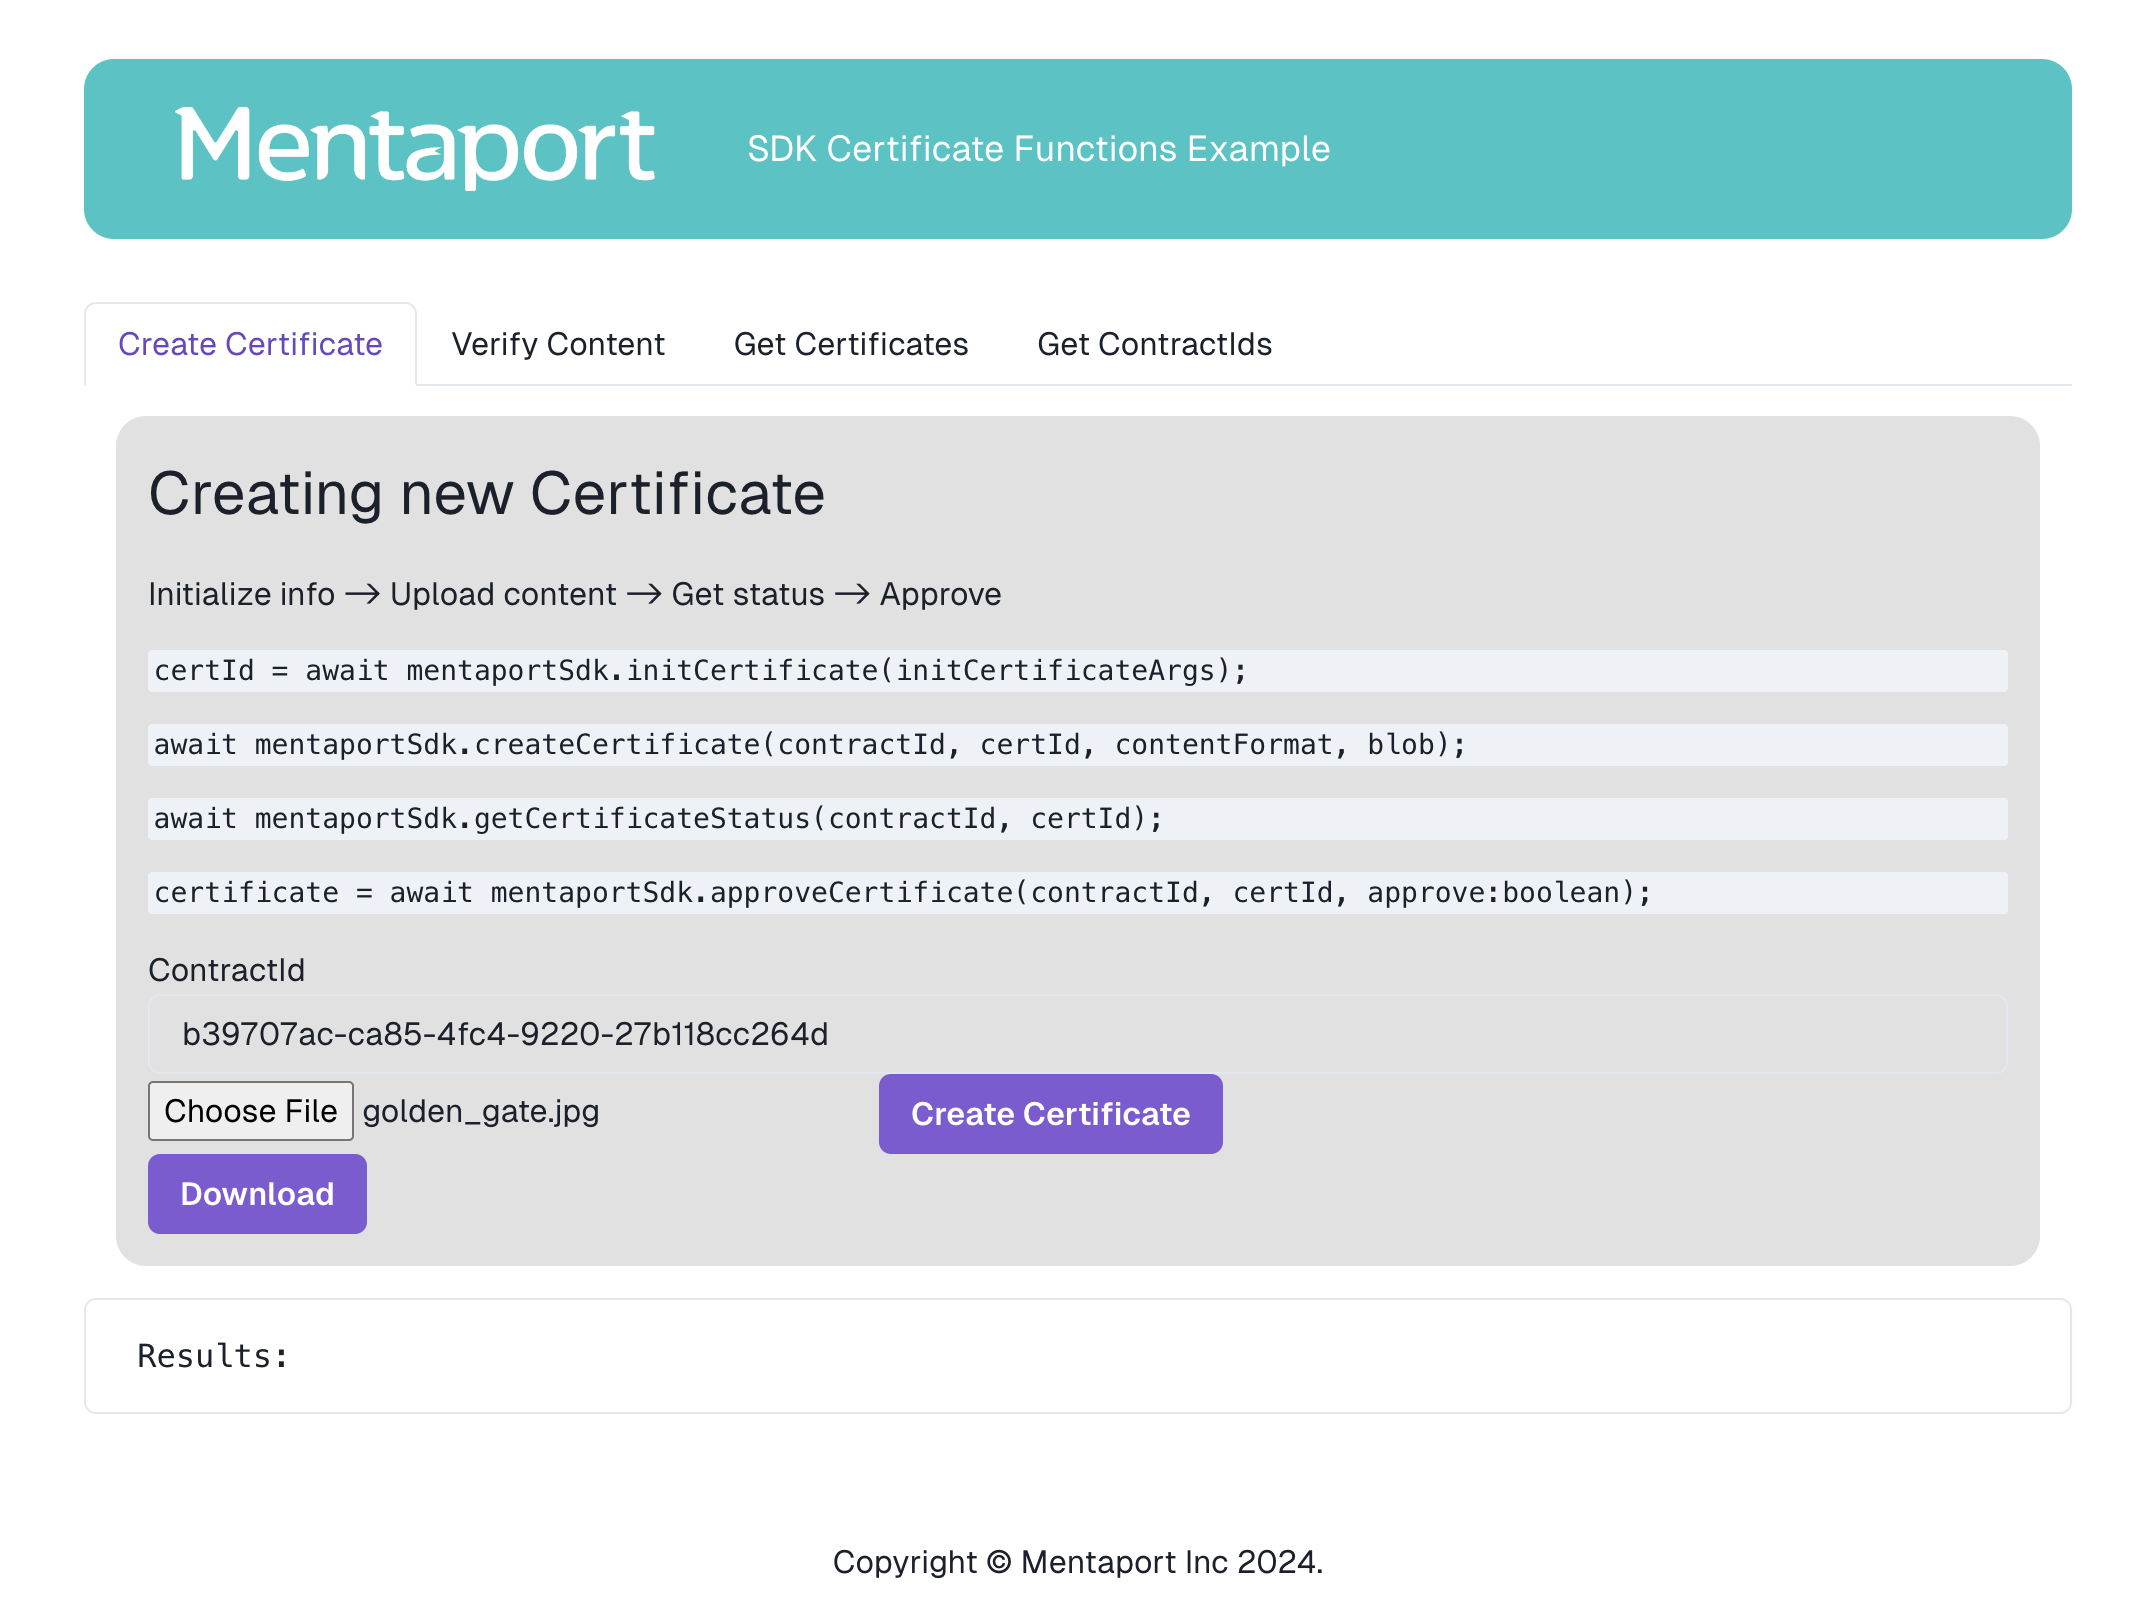 Mentaport
SDK Certificate Functions Example
Create Certificate
Verify Content
Get Certificates
Get ContractIds
Creating new Certificate
Initialize info → Upload content → Get status → Approve
certId = await mentaportSdk.initCertificate(initCertificateArgs);
await mentaportSdk.createCertificate(contractId, certId, contentFormat, blob);
await mentaportSdk.getCertificateStatus(contractId, certId);
certificate = await mentaportSdk.approveCertificate(contractId, certId, approve:boolean);
ContractId
b39707ac-ca85-4fc4-9220-27b118cc264d
Choose File golden_gate.jpg
Create Certificate
Download
Results:
Copyright © Mentaport Inc 2024.